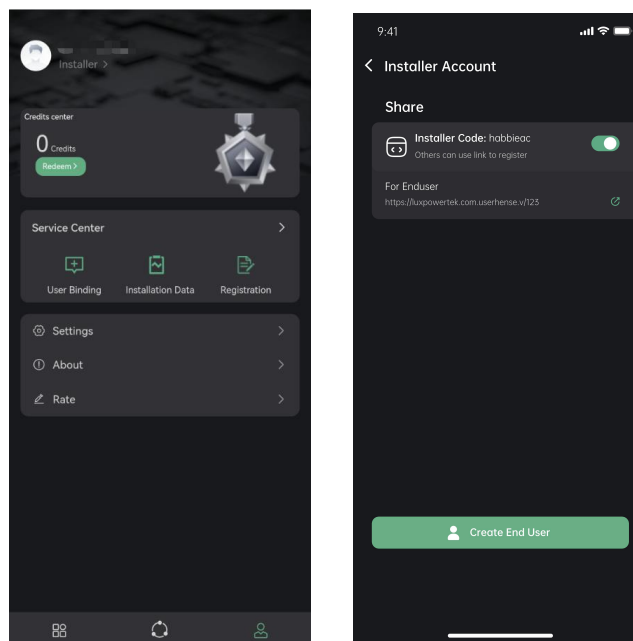 Installer >
Credits center
0 Credits
Redeem >
Service Center
User Binding
Installation Data
Registration
Settings
About
Rate
9:41
Installer Account
Share
Installer Code: habbieac
Others can use link to register
For Enduser
https://luxpowertek.com.userhense.v/123
Create End User